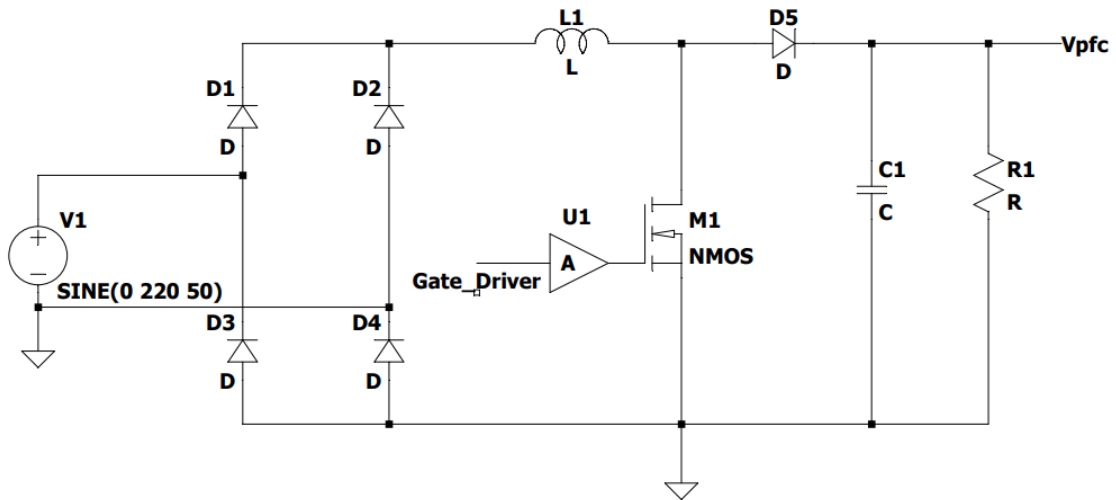 L1
L
D5
D
Vpfc
D1
D
D2
D
V1
SINE(0 220 50)
U1
A
Gate_Driver
M1
NMOS
C1
C
R1
R
D3
D
D4
D